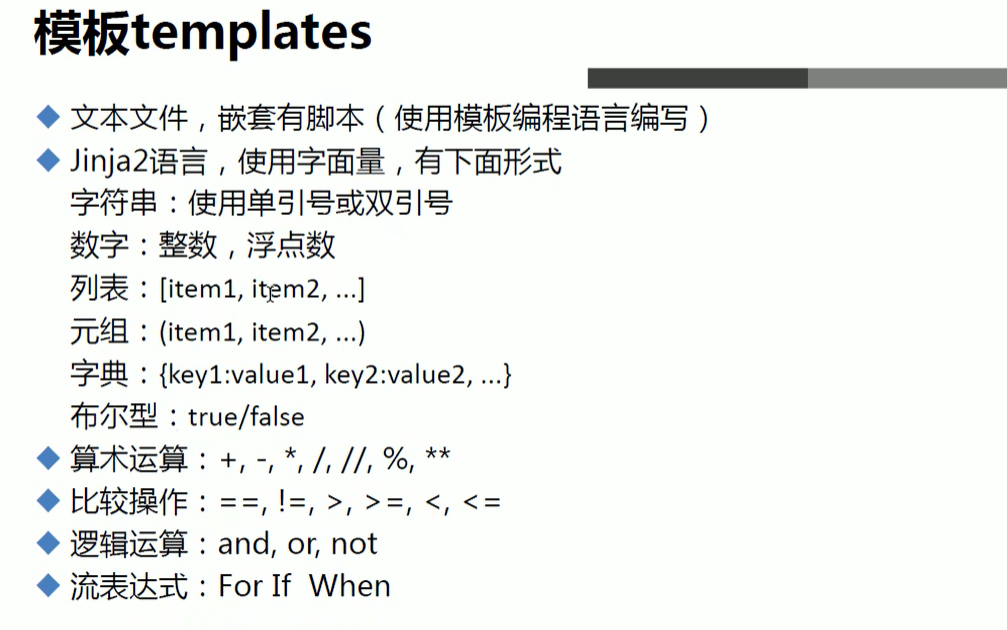 模板templates
文本文件，嵌套有脚本（使用模板编程语言编写）
Jinja2语言，使用字面量，有下面形式
字符串：使用单引号或双引号
数字：整数，浮点数
列表：[item1, item2, ...]
元组：(item1, item2, ...)
字典：{key1:value1, key2:value2, ...}
布尔型：true/false
算术运算：+, -, *, /, //, %, **
比较操作：==, !=, >, >=, <, <=
逻辑运算：and, or, not
流表达式：For If  When